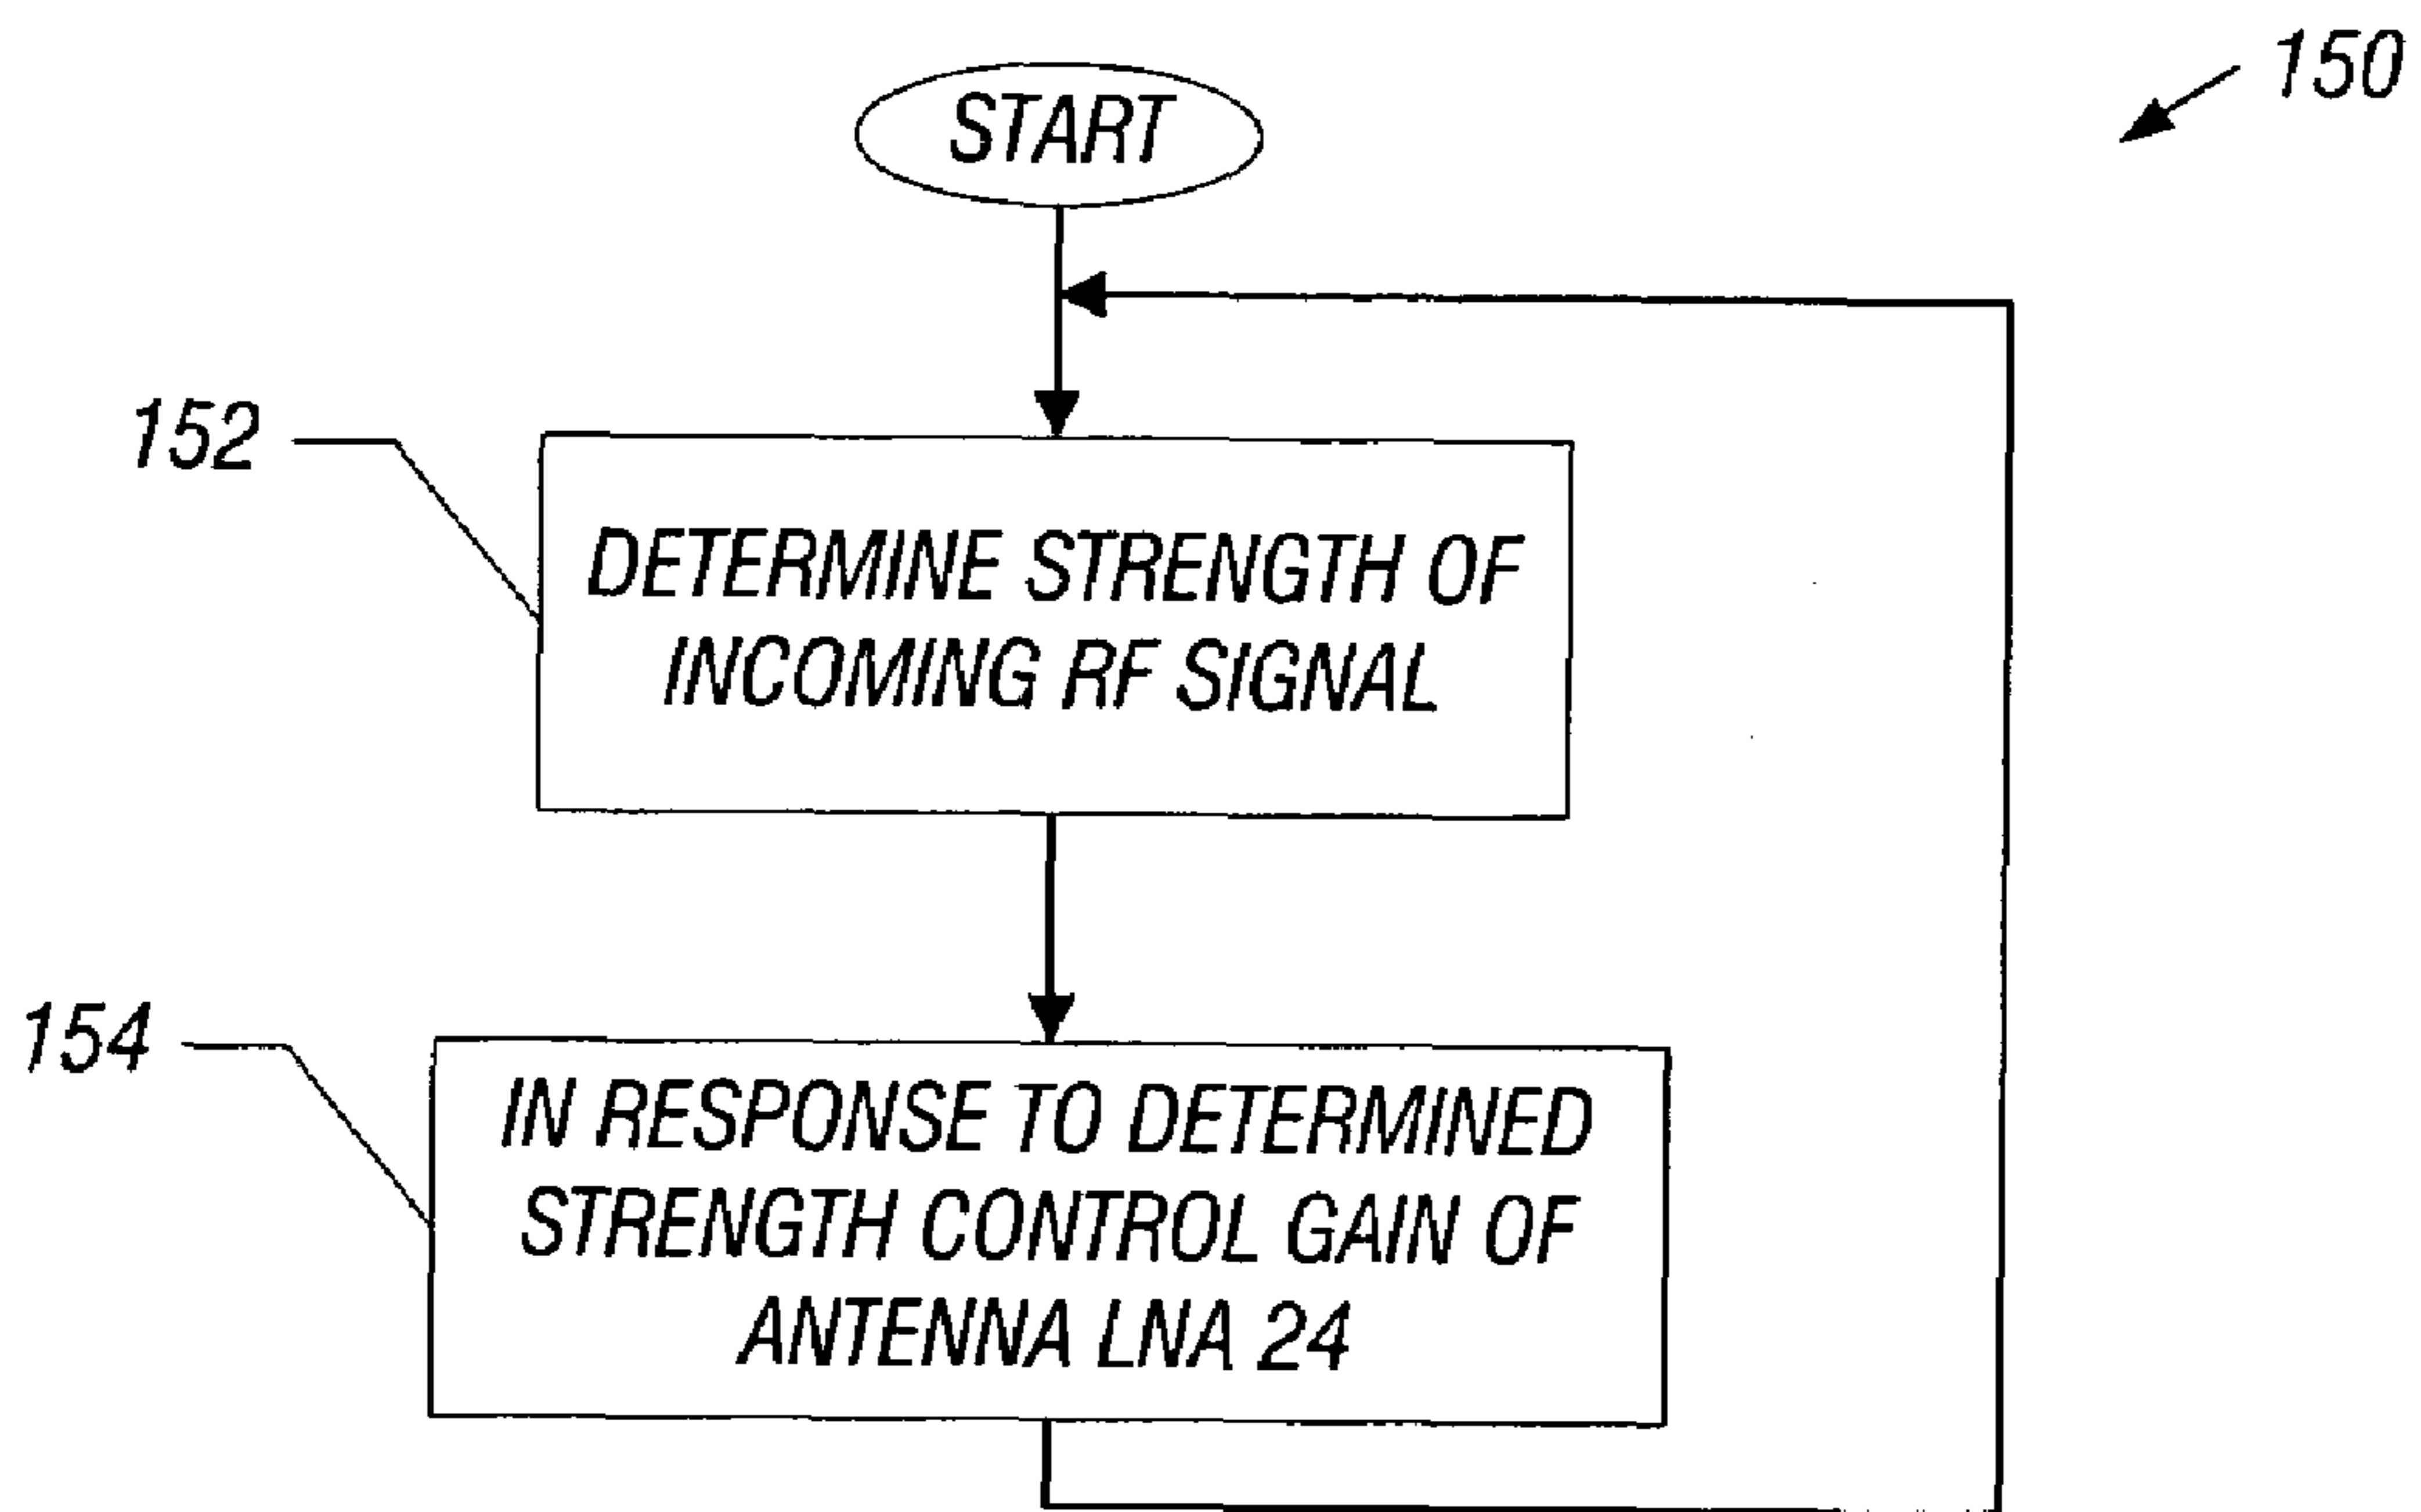 150
START
152
DETERMINE STRENGTH OF
INCOMING RF SIGNAL
154
IN RESPONSE TO DETERMINED
STRENGTH CONTROL GAIN OF
ANTENNA LNA 24